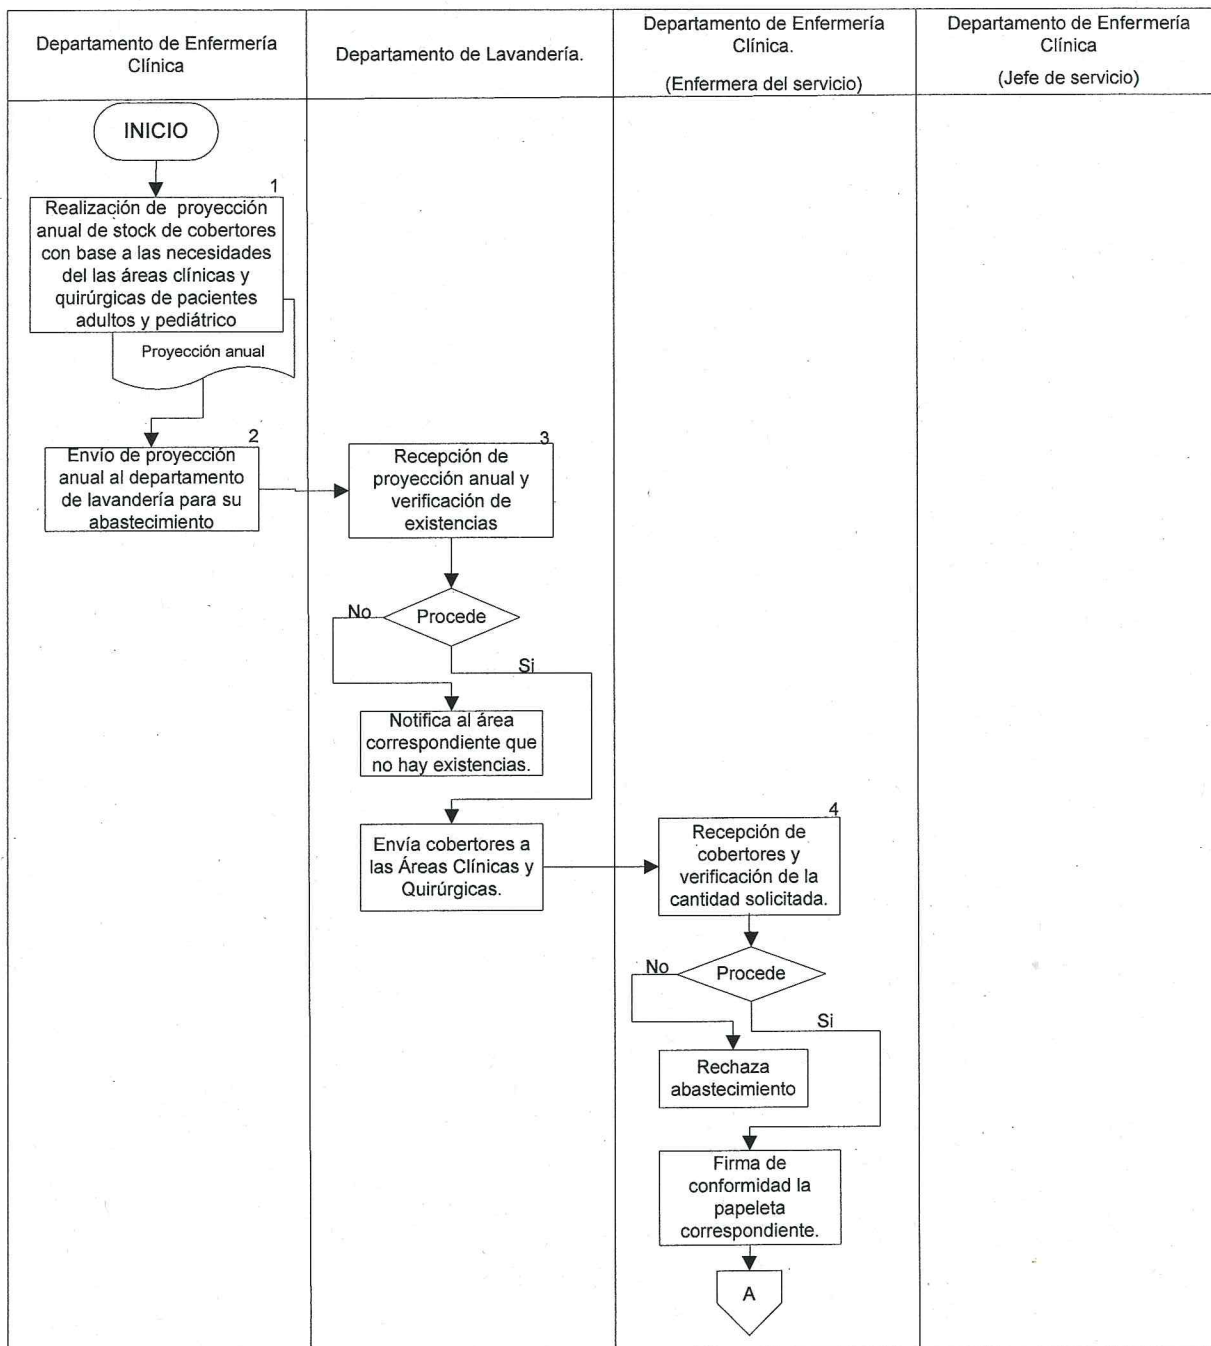 Departamento de Enfermería
Clínica
Departamento de Lavandería.
Departamento de Enfermería
Clínica.
(Enfermera del servicio)
Departamento de Enfermería
Clínica
(Jefe de servicio)
INICIO
1
Realización de proyección
anual de stock de cobertores
con base a las necesidades
del las áreas clínicas y
quirúrgicas de pacientes
adultos y pediátrico
Proyección anual
2
Envío de proyección
anual al departamento
de lavandería para su
abastecimiento
3
Recepción de
proyección anual y
verificación de
existencias
Procede
No
Si
Notifica al área
correspondiente que
no hay existencias.
Envía cobertores a
las Áreas Clínicas y
Quirúrgicas.
4
Recepción de
cobertores y
verificación de la
cantidad solicitada.
Procede
No
Si
Rechaza
abastecimiento
Firma de
conformidad la
papeleta
correspondiente.
A